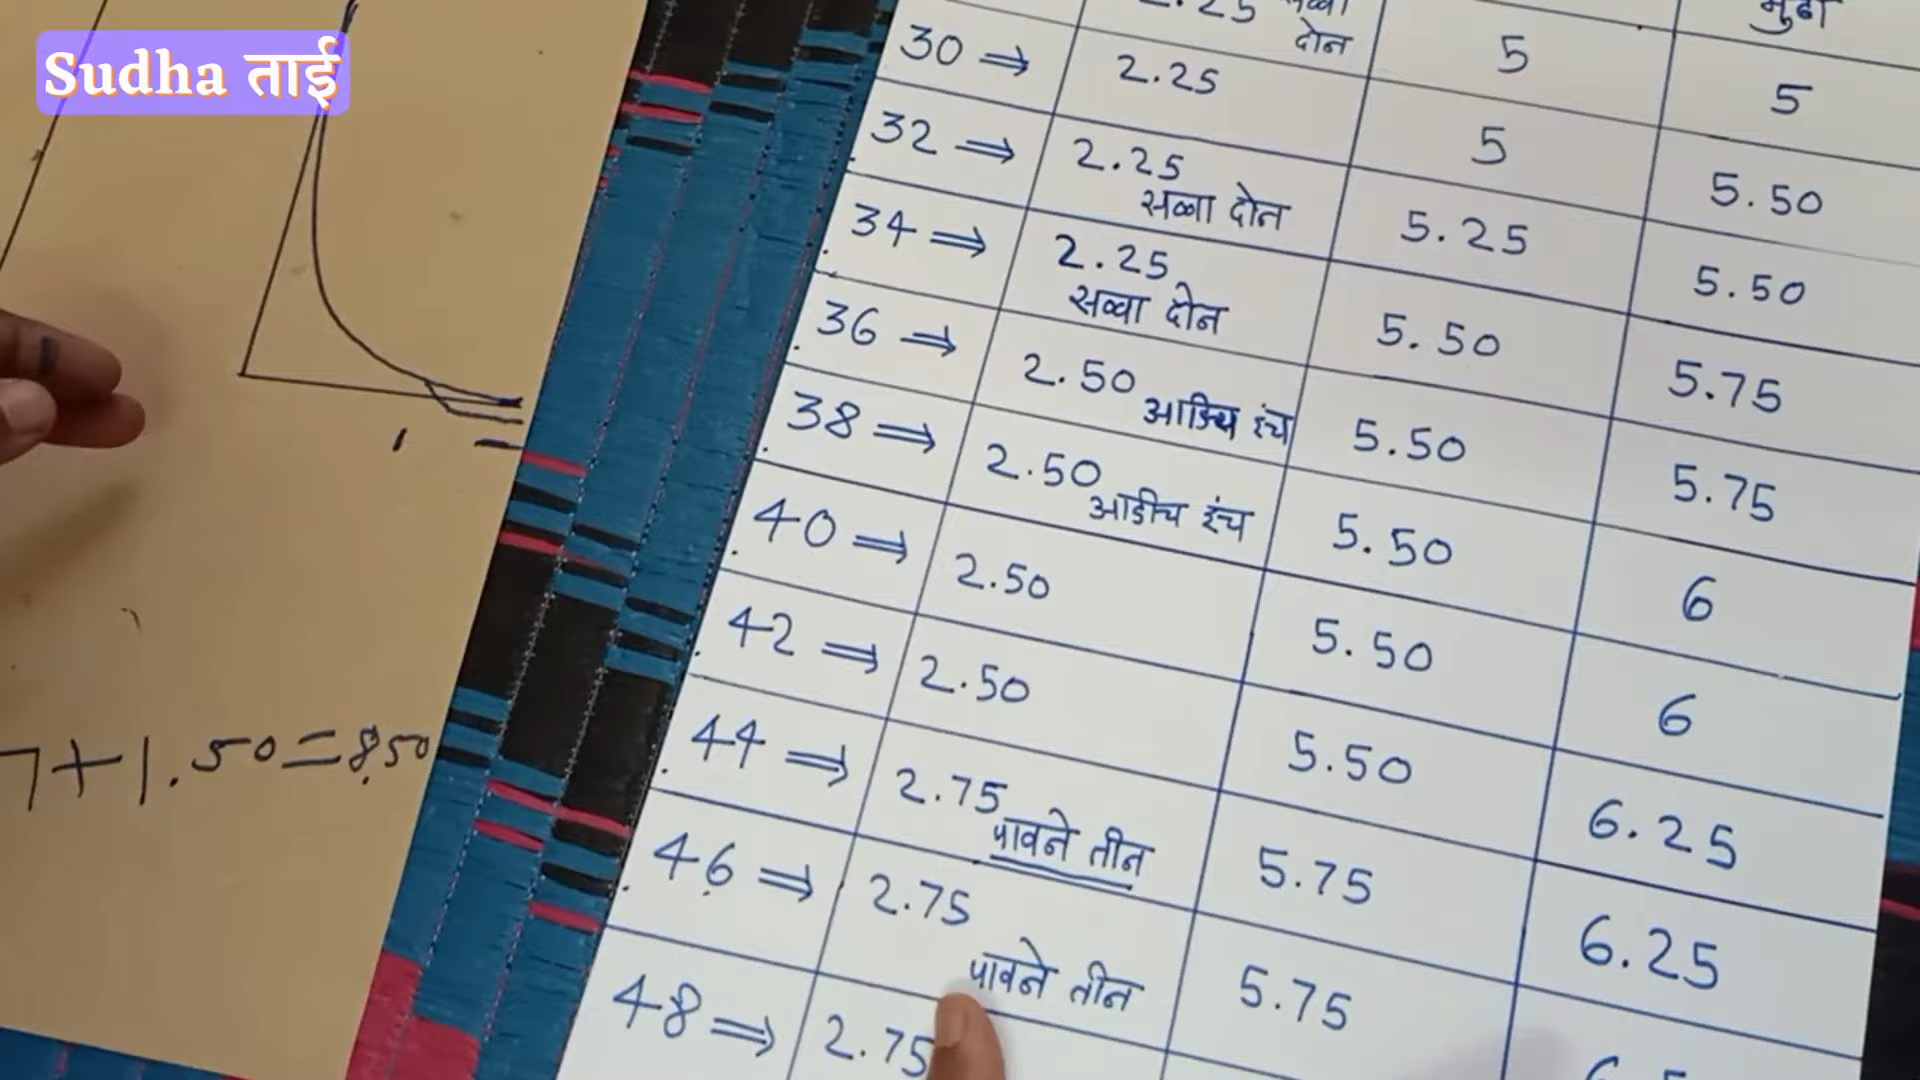 Sudha ताई
7+1.50=8.50
मुंढा
2.25 सव्वा दोन 5 5
30 ⇒ 2.25 5 5.50
32 ⇒ 2.25 सव्वा दोन 5.25 5.50
34 ⇒ 2.25 सव्वा दोन 5.50 5.75
36 ⇒ 2.50 आडिच इंच 5.50 5.75
38 ⇒ 2.50 आडीच इंच 5.50 6
40 ⇒ 2.50 5.50 6
42 ⇒ 2.50 5.50 6.25
44 ⇒ 2.75 पावने तीन 5.75 6.25
46 ⇒ 2.75 पावने तीन 5.75
48 ⇒ 2.75